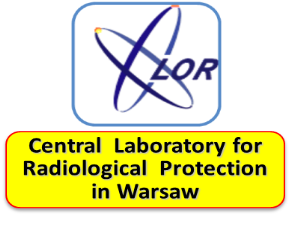 CLOR
Central Laboratory for
Radiological Protection
in Warsaw